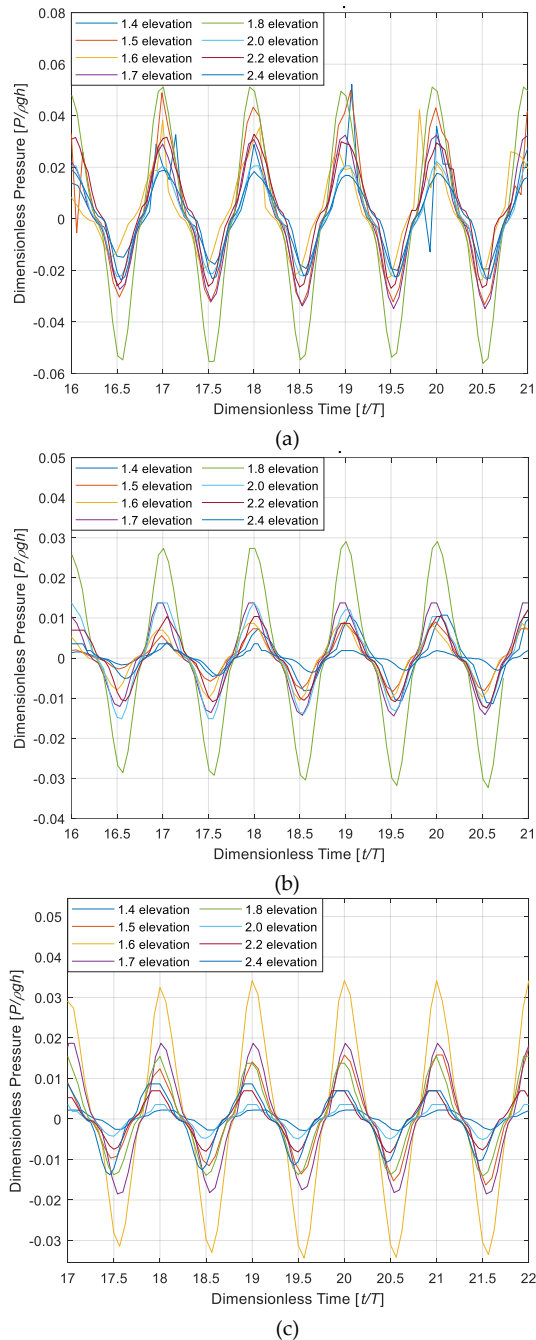 0.08
0.06
0.04
0.02
0
-0.02
-0.04
-0.06
Dimensionless Pressure [P/ρgh]
1.4 elevation 1.8 elevation
1.5 elevation 2.0 elevation
1.6 elevation 2.2 elevation
1.7 elevation 2.4 elevation
16 16.5 17 17.5 18 18.5 19 19.5 20 20.5 21
Dimensionless Time [t/T]
(a)
0.05
0.04
0.03
0.02
0.01
0
-0.01
-0.02
-0.03
-0.04
Dimensionless Pressure [P/ρgh]
1.4 elevation 1.8 elevation
1.5 elevation 2.0 elevation
1.6 elevation 2.2 elevation
1.7 elevation 2.4 elevation
16 16.5 17 17.5 18 18.5 19 19.5 20 20.5 21
Dimensionless Time [t/T]
(b)
0.05
0.04
0.03
0.02
0.01
0
-0.01
-0.02
-0.03
Dimensionless Pressure [P/ρgh]
1.4 elevation 1.8 elevation
1.5 elevation 2.0 elevation
1.6 elevation 2.2 elevation
1.7 elevation 2.4 elevation
17 17.5 18 18.5 19 19.5 20 20.5 21 21.5 22
Dimensionless Time [t/T]
(c)